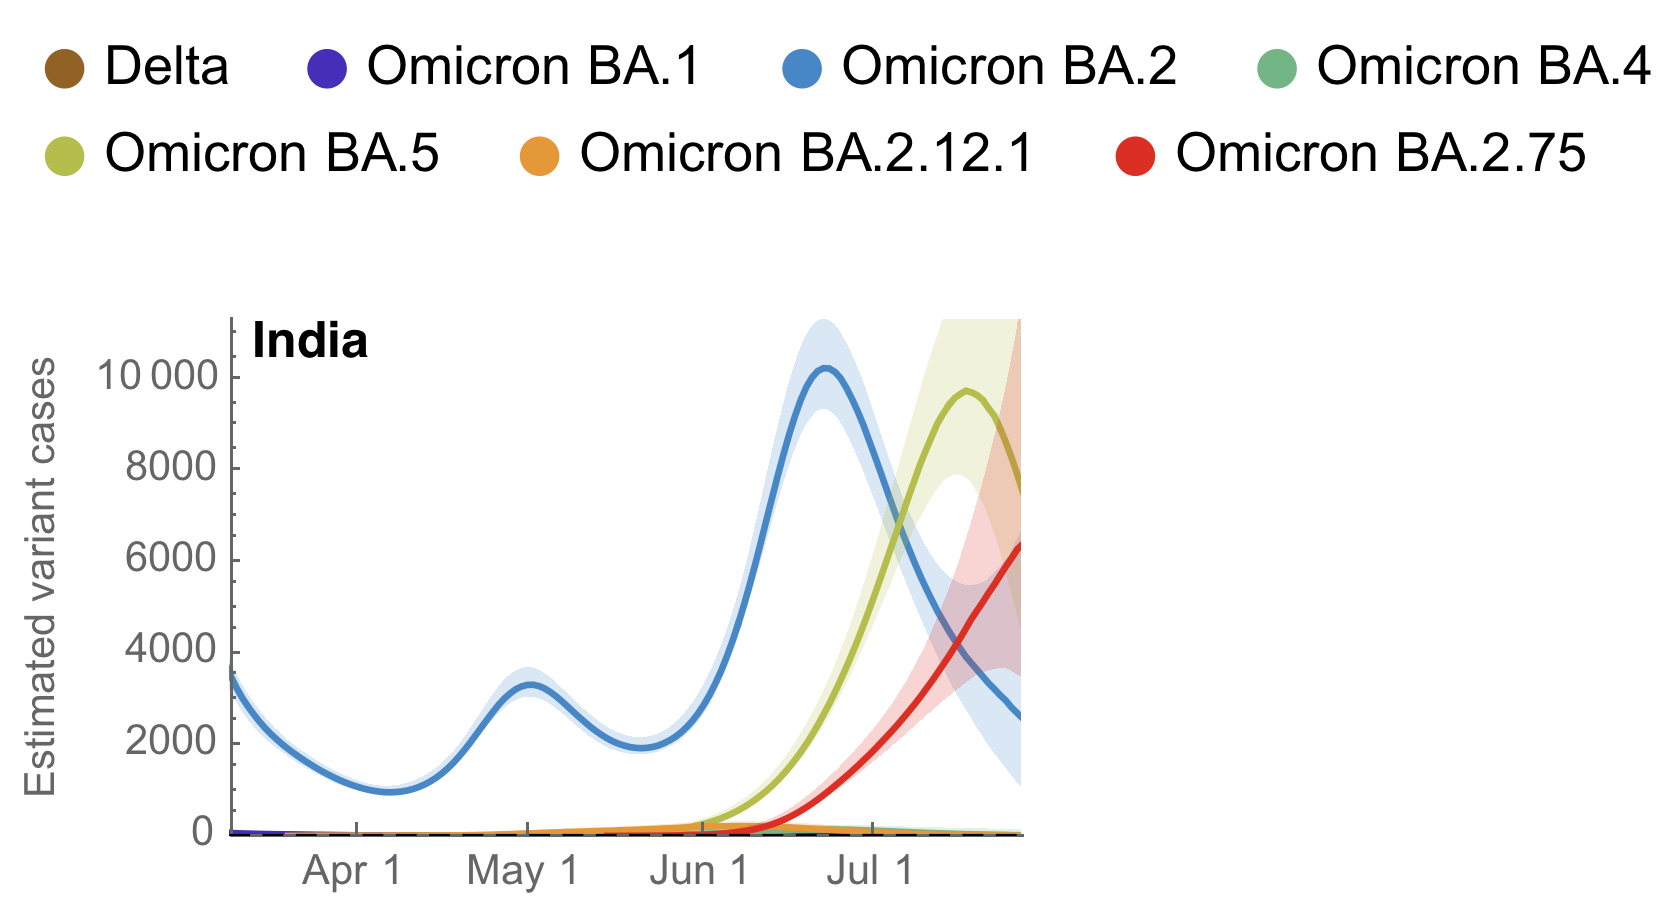 Delta Omicron BA.1 Omicron BA.2 Omicron BA.4
Omicron BA.5 Omicron BA.2.12.1 Omicron BA.2.75
India
Estimated variant cases
10 000
8000
6000
4000
2000
0
Apr 1 May 1 Jun 1 Jul 1